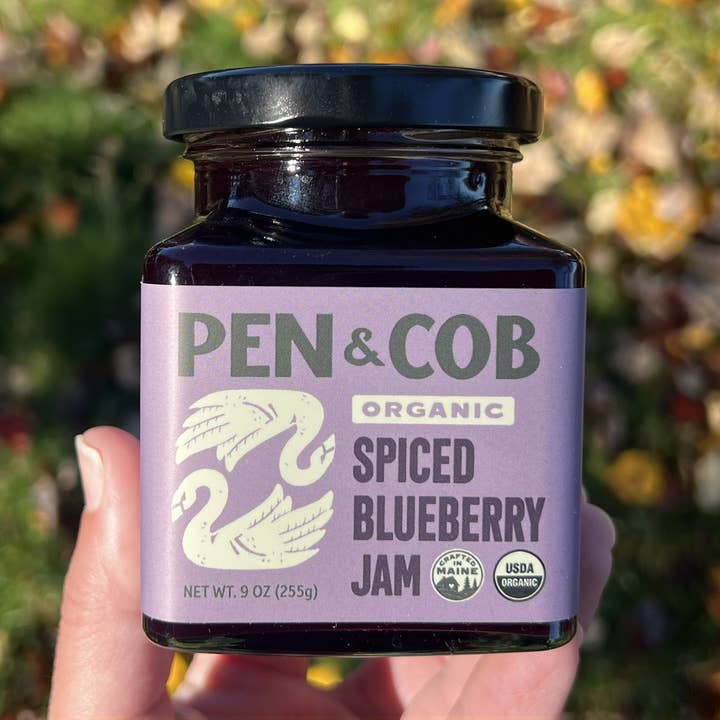 PEN & COB
ORGANIC
SPICED
BLUEBERRY
JAM
CRAFTED
IN
MAINE
USDA
ORGANIC
NET WT. 9 OZ (255g)